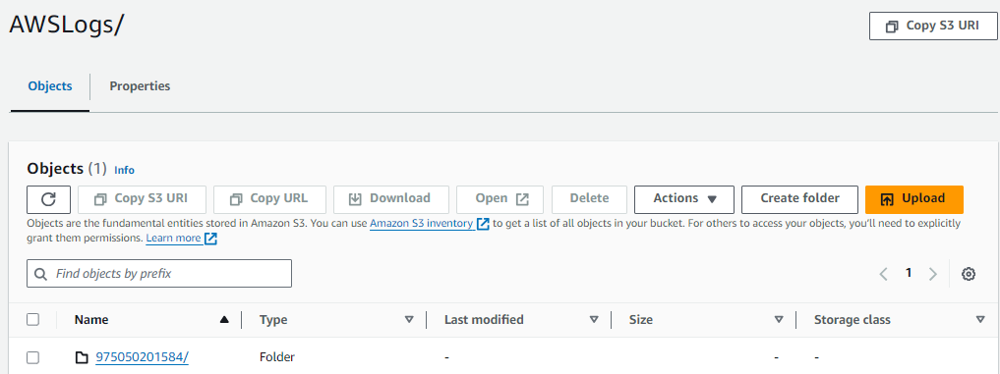 AWSLogs/
Copy S3 URI
Objects
Properties
Objects (1) Info
Copy S3 URI
Copy URL
Download
Open
Delete
Actions
Create folder
Upload
Objects are the fundamental entities stored in Amazon S3. You can use Amazon S3 inventory to get a list of all objects in your bucket. For others to access your objects, you'll need to explicitly
grant them permissions. Learn more
Find objects by prefix
1
Name
Type
Last modified
Size
Storage class
975050201584/
Folder
-
-
-